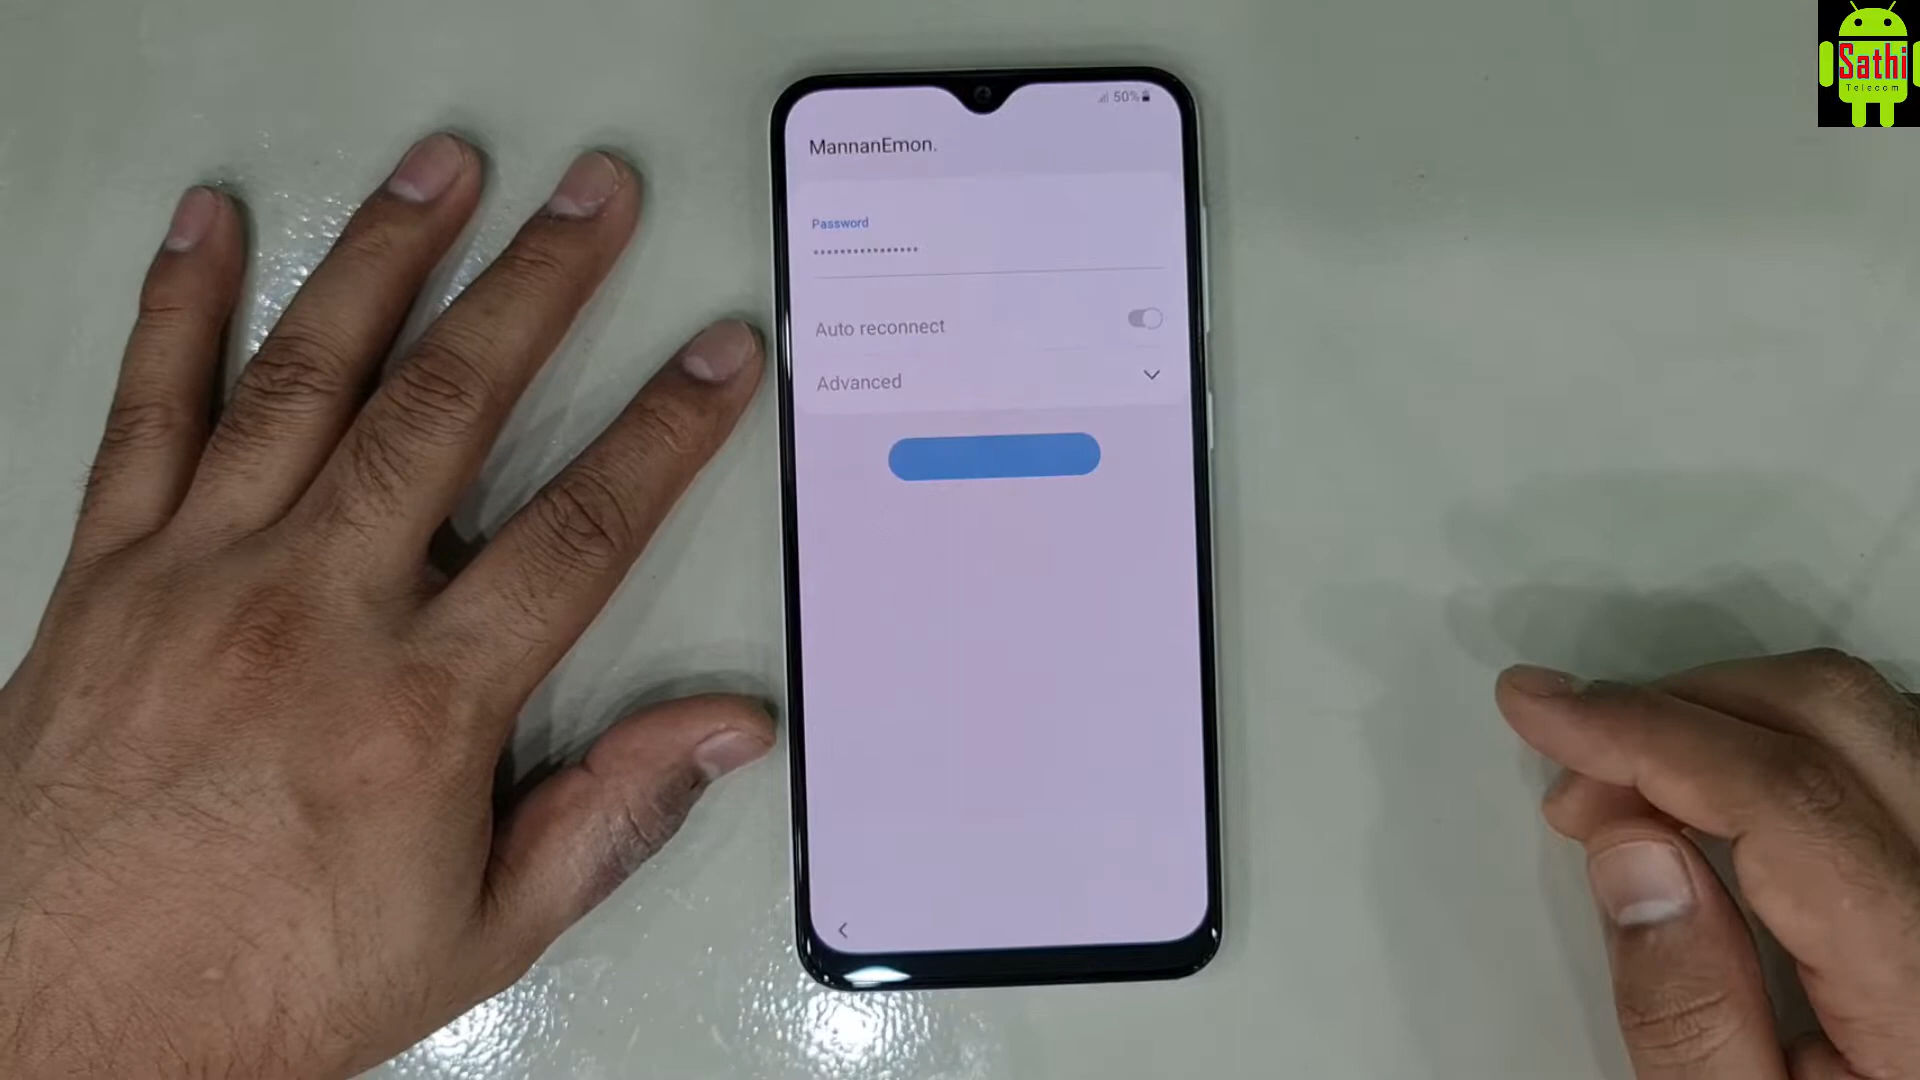 Sathi
Telecom
50%
MannanEmon.
Password
••••••••••••••••
Auto reconnect
Advanced